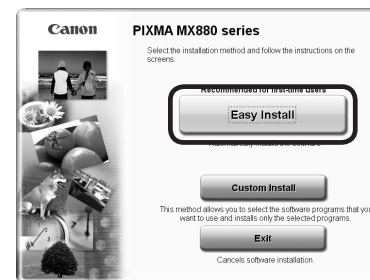 Canon
PIXMA MX880 series
Select the installation method and follow the instructions on the
screens.
Recommended for first-time users
Easy Install
Custom Install
This method allows you to select the software programs that you
want to use and installs only the selected programs.
Exit
Cancels software installation.